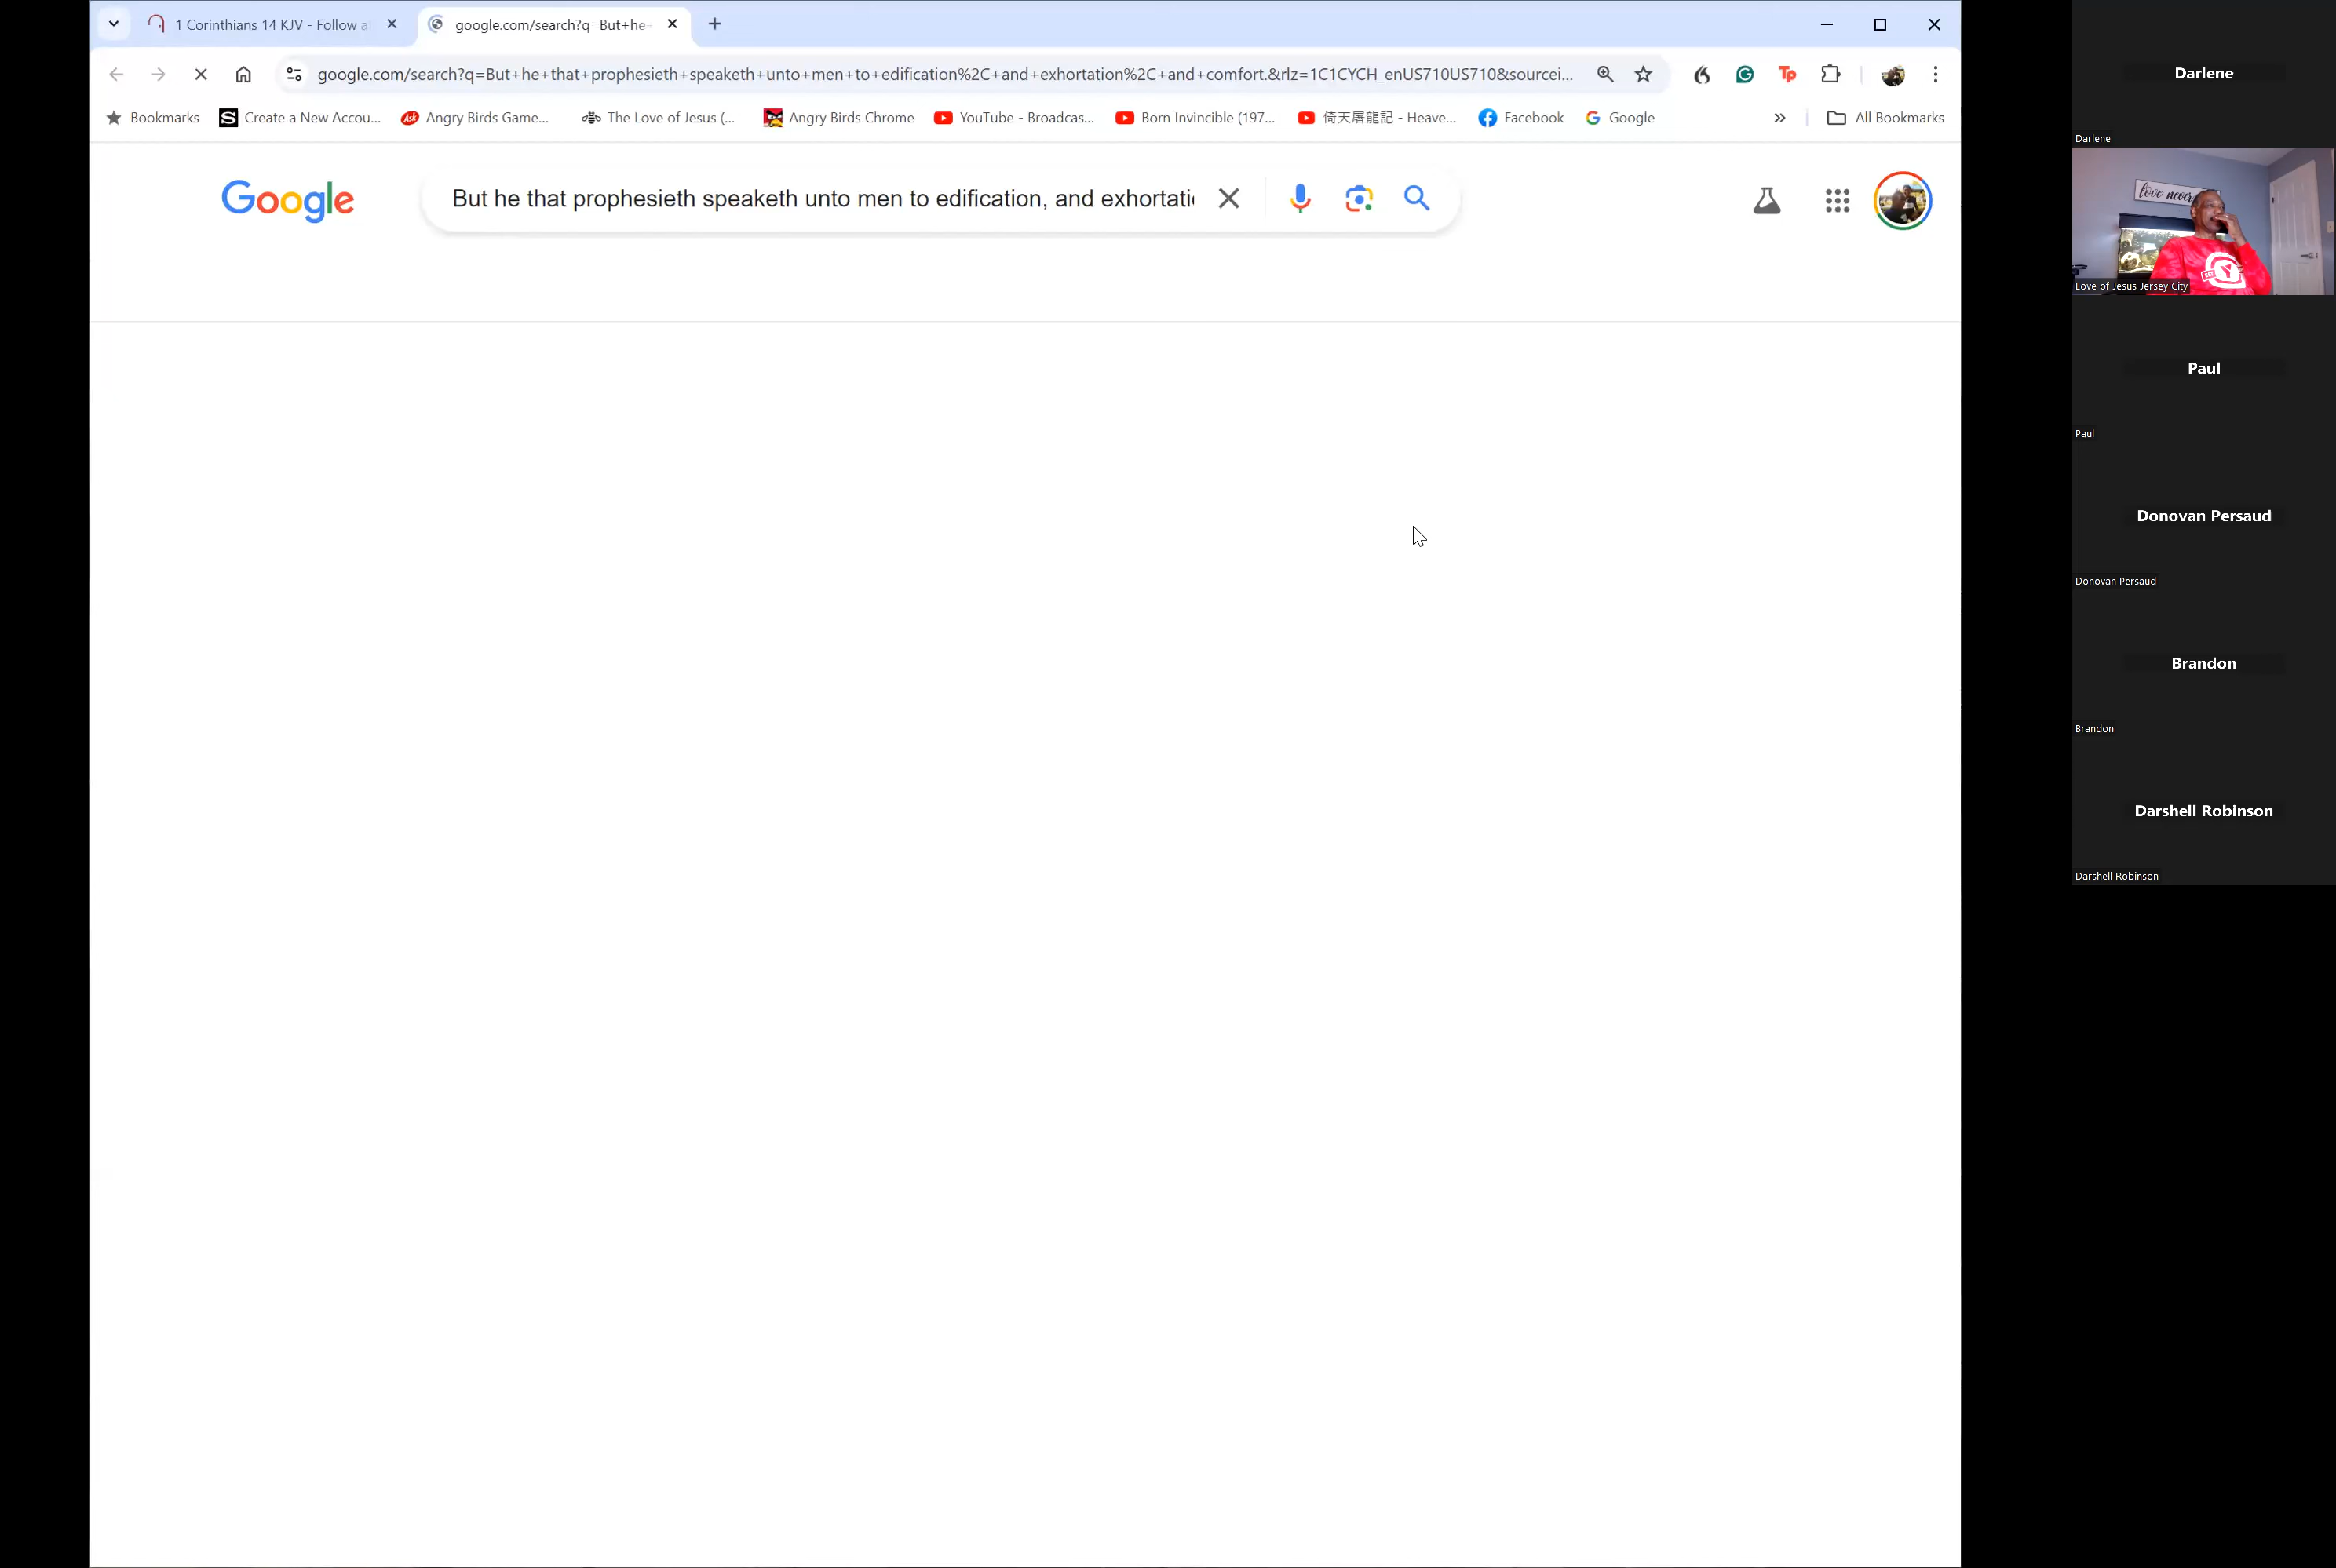 1 Corinthians 14 KJV - Follow a
google.com/search?q=But+he
google.com/search?q=But+he+that+prophesieth+speaketh+unto+men+to+edification%2C+and+exhortation%2C+and+comfort.&rlz=1C1CYCH_enUS710US710&sourcei...
Bookmarks
Create a New Accou...
Angry Birds Game...
The Love of Jesus (...
Angry Birds Chrome
YouTube - Broadcas...
Born Invincible (197...
倚天屠龍記 - Heave...
Facebook
Google
All Bookmarks
Google
But he that prophesieth speaketh unto men to edification, and exhortati
Darlene
Darlene
love never
Love of Jesus Jersey City
Paul
Paul
Donovan Persaud
Donovan Persaud
Brandon
Brandon
Darshell Robinson
Darshell Robinson